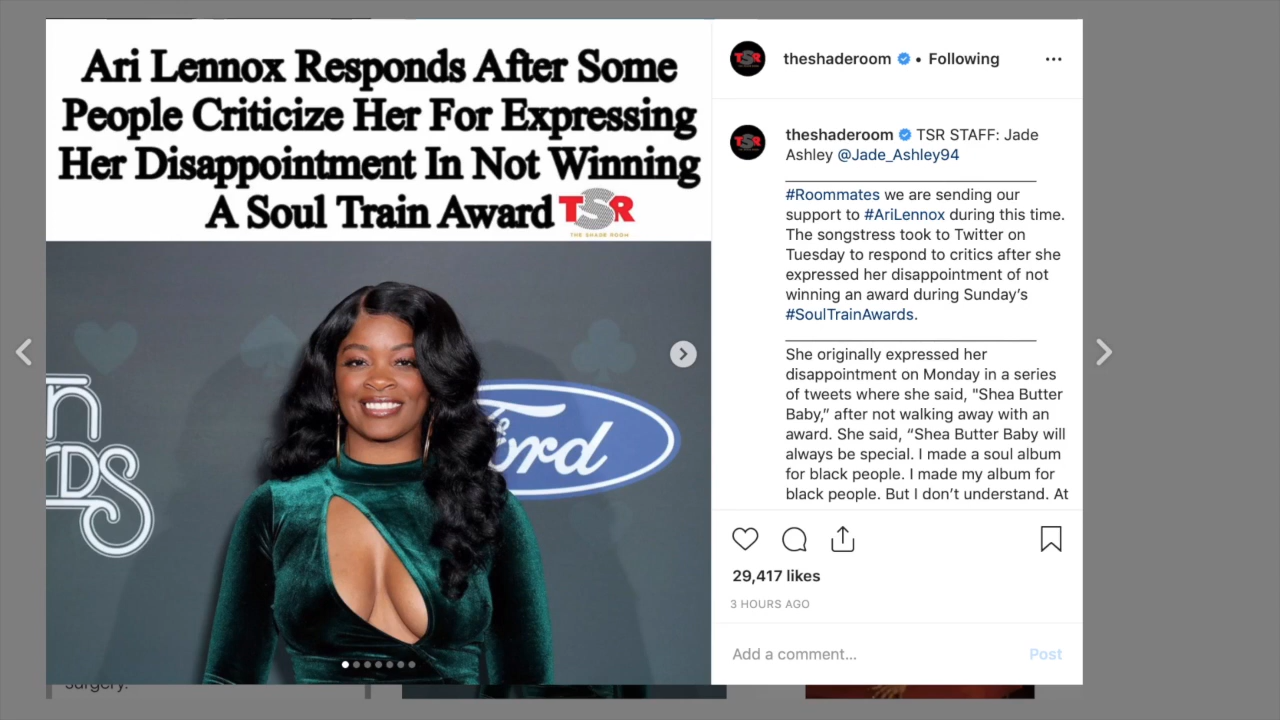 Ari Lennox Responds After Some
People Criticize Her For Expressing
Her Disappointment In Not Winning
A Soul Train Award TSR
THE SHADE ROOM
ford
TSR
theshaderoom • Following
TSR
theshaderoom TSR STAFF: Jade
Ashley @Jade_Ashley94
#Roommates we are sending our
support to #AriLennox during this time.
The songstress took to Twitter on
Tuesday to respond to critics after she
expressed her disappointment of not
winning an award during Sunday’s
#SoulTrainAwards.
She originally expressed her
disappointment on Monday in a series
of tweets where she said, "Shea Butter
Baby,” after not walking away with an
award. She said, “Shea Butter Baby will
always be special. I made a soul album
for black people. I made my album for
black people. But I don’t understand. At
29,417 likes
3 HOURS AGO
Add a comment...
Post
surgery.